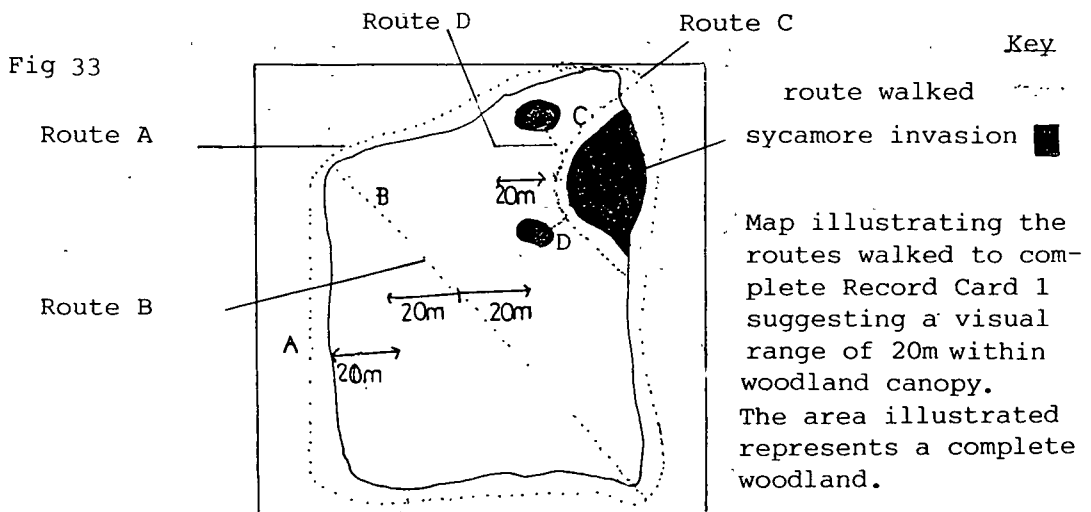 Route D
Route C
Key
Fig 33
route walked
C
Route A
sycamore invasion
B
20m
D
Map illustrating the
routes walked to com-
plete Record Card 1
suggesting a visual
range of 20m within
woodland canopy.
The area illustrated
represents a complete
woodland.
Route B
20m 20m
A
20m